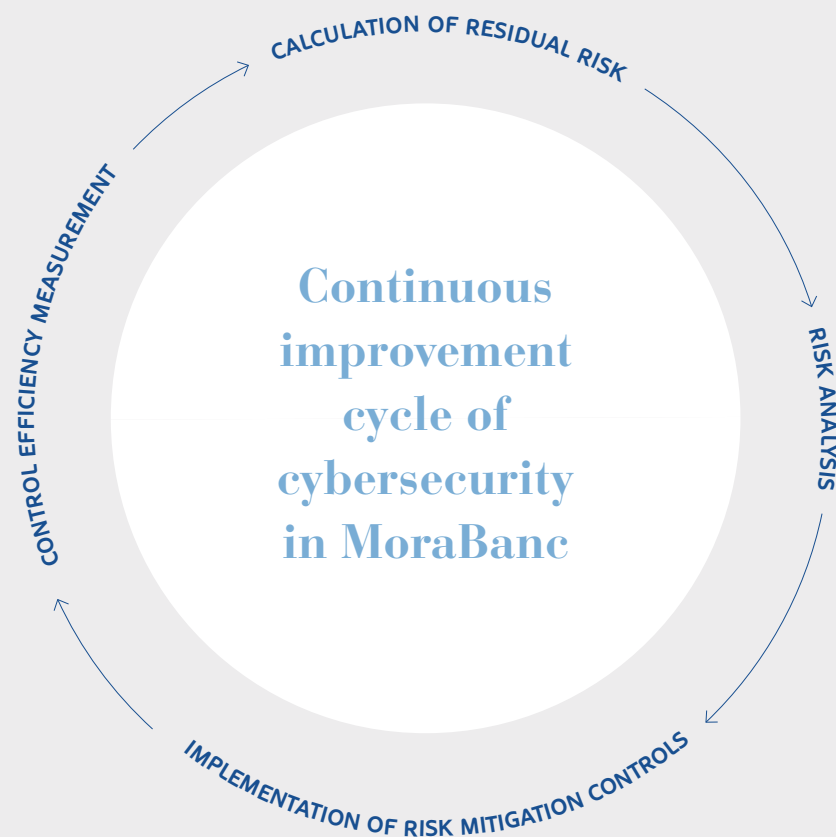 CALCULATION OF RESIDUAL RISK
RISK ANALYSIS
IMPLEMENTATION OF RISK MITIGATION CONTROLS
CONTROL EFFICIENCY MEASUREMENT
Continuous
improvement
cycle of
cybersecurity
in MoraBanc